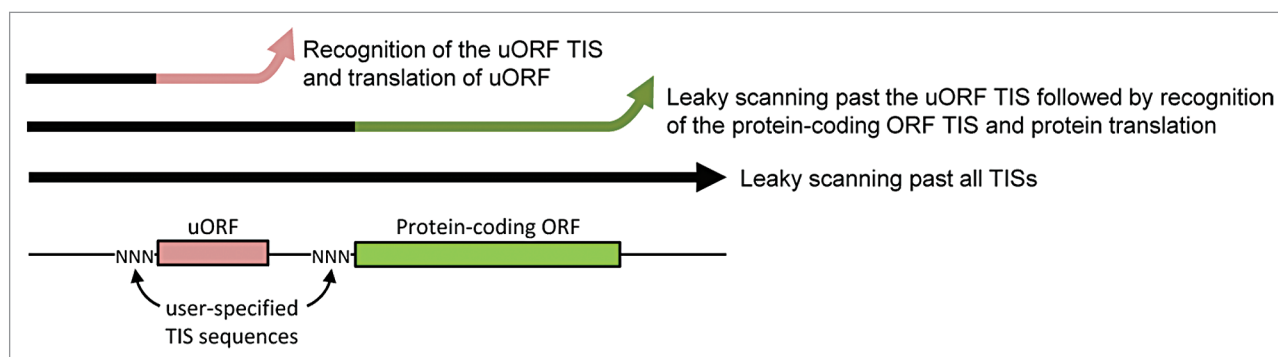 Recognition of the uORF TIS
and translation of uORF
Leaky scanning past the uORF TIS followed by recognition
of the protein-coding ORF TIS and protein translation
Leaky scanning past all TISs
uORF
Protein-coding ORF
NNN
NNN
user-specified
TIS sequences